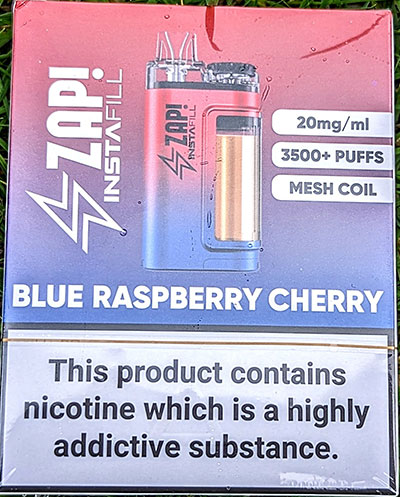 ZAP!
INSTAFILL
ZAP!
INSTAFILL
20mg/ml
3500+ PUFFS
MESH COIL
BLUE RASPBERRY CHERRY
This product contains
nicotine which is a highly
addictive substance.